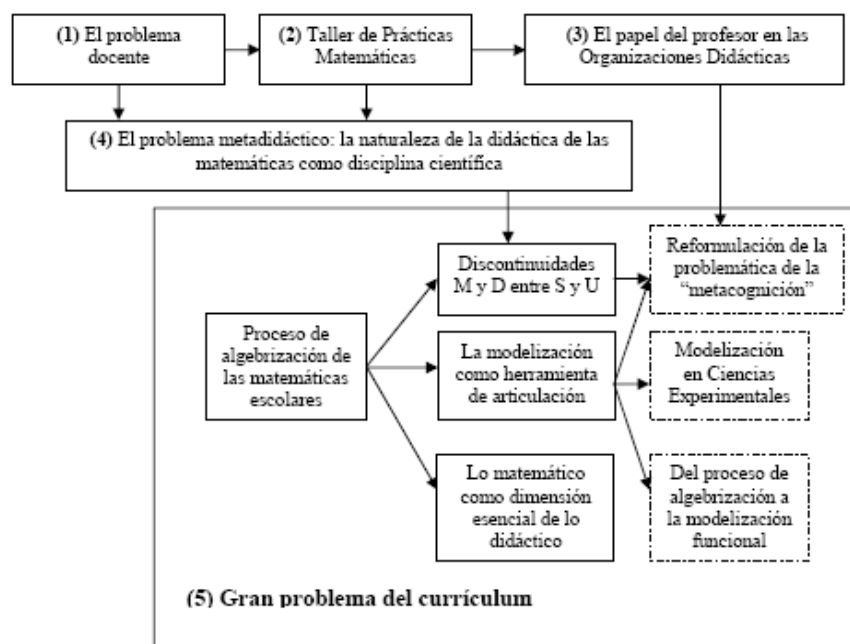 (1) El problema
docente
(2) Taller de Prácticas
Matemáticas
(3) El papel del profesor en las
Organizaciones Didácticas
(4) El problema metadidáctico: la naturaleza de la didáctica de las
matemáticas como disciplina científica
Discontinuidades
M y D entre S y U
Reformulación de la
problemática de la
“metacognición”
Proceso de
algebrización de
las matemáticas
escolares
La modelización
como herramienta
de articulación
Modelización
en Ciencias
Experimentales
Lo matemático
como dimensión
esencial de lo
didáctico
Del proceso de
algebrización a
la modelización
funcional
(5) Gran problema del currículum